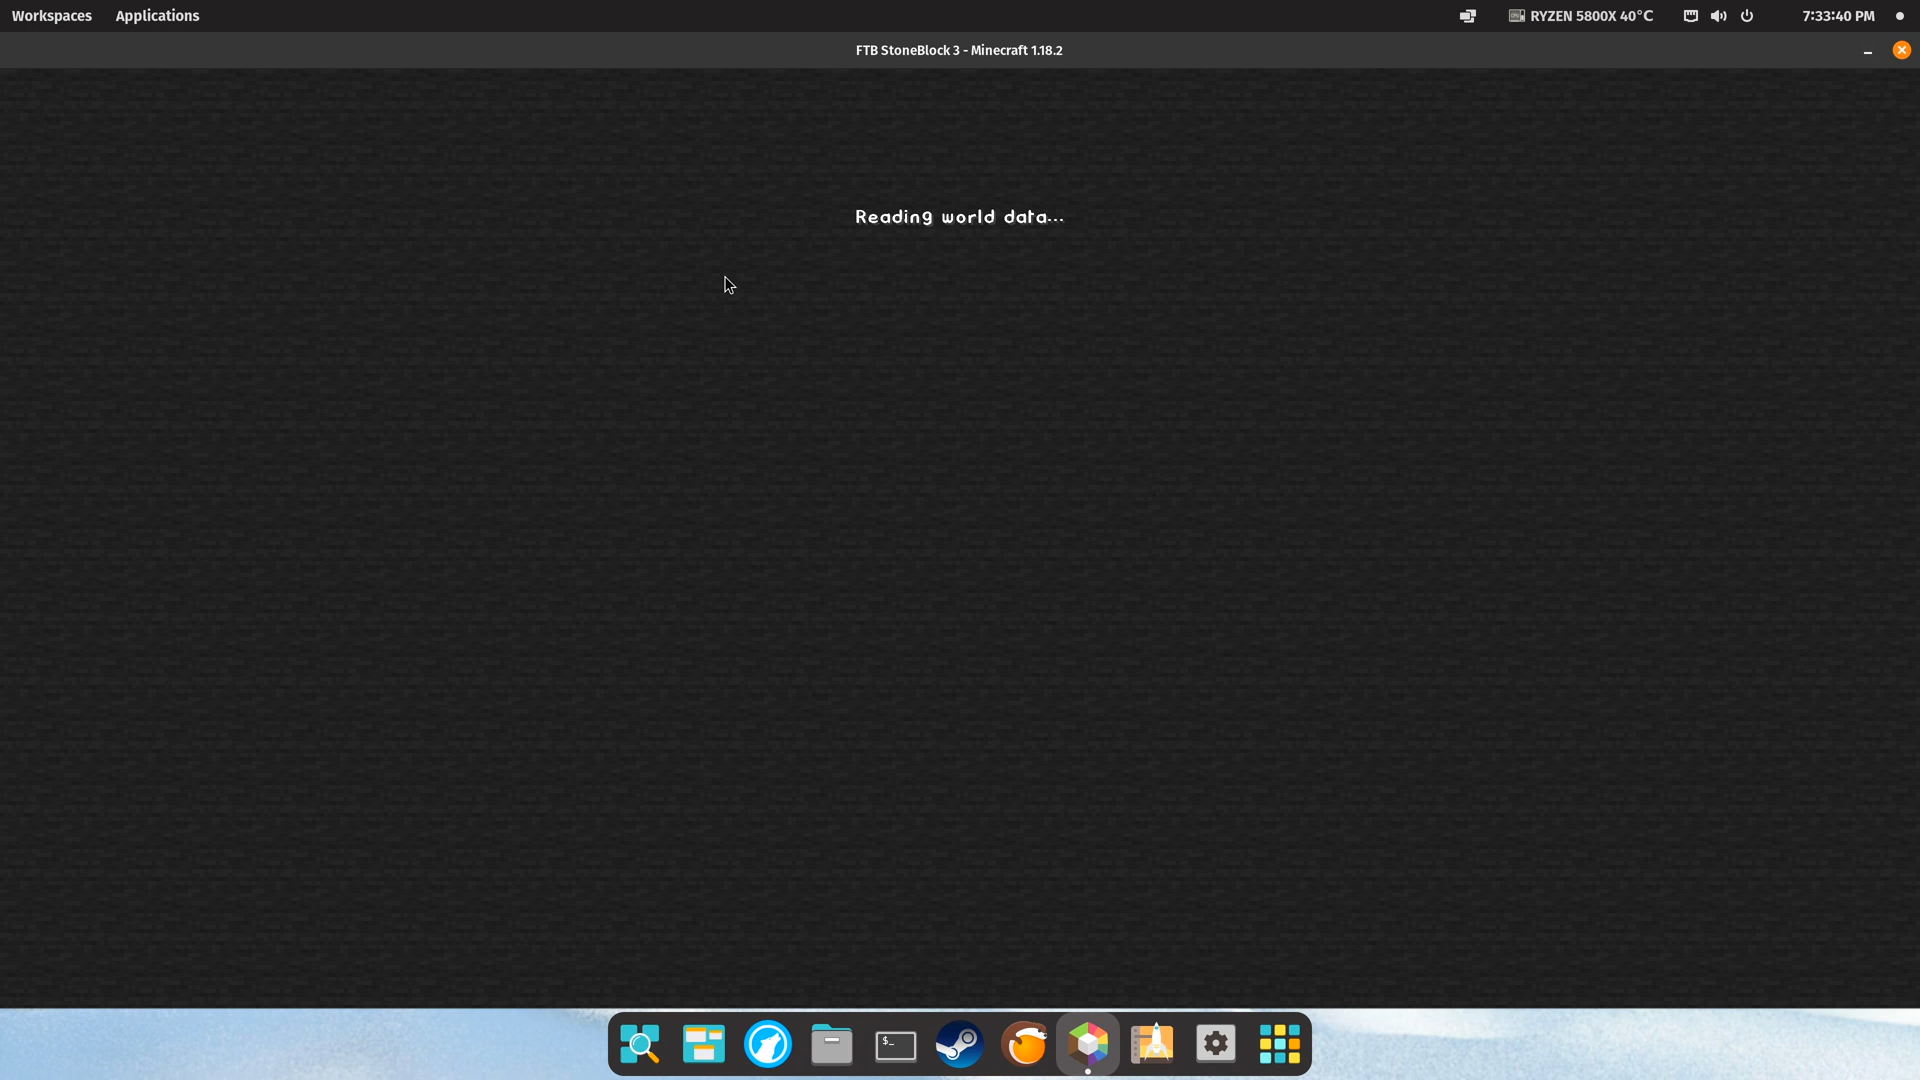 Workspaces Applications RYZEN 5800X 40°C 7:33:40 PM
FTB StoneBlock 3 - Minecraft 1.18.2
Reading world data...
$_